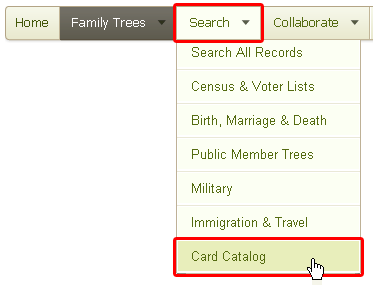 Home Family Trees Search Collaborate
Search All Records
Census & Voter Lists
Birth, Marriage & Death
Public Member Trees
Military
Immigration & Travel
Card Catalog